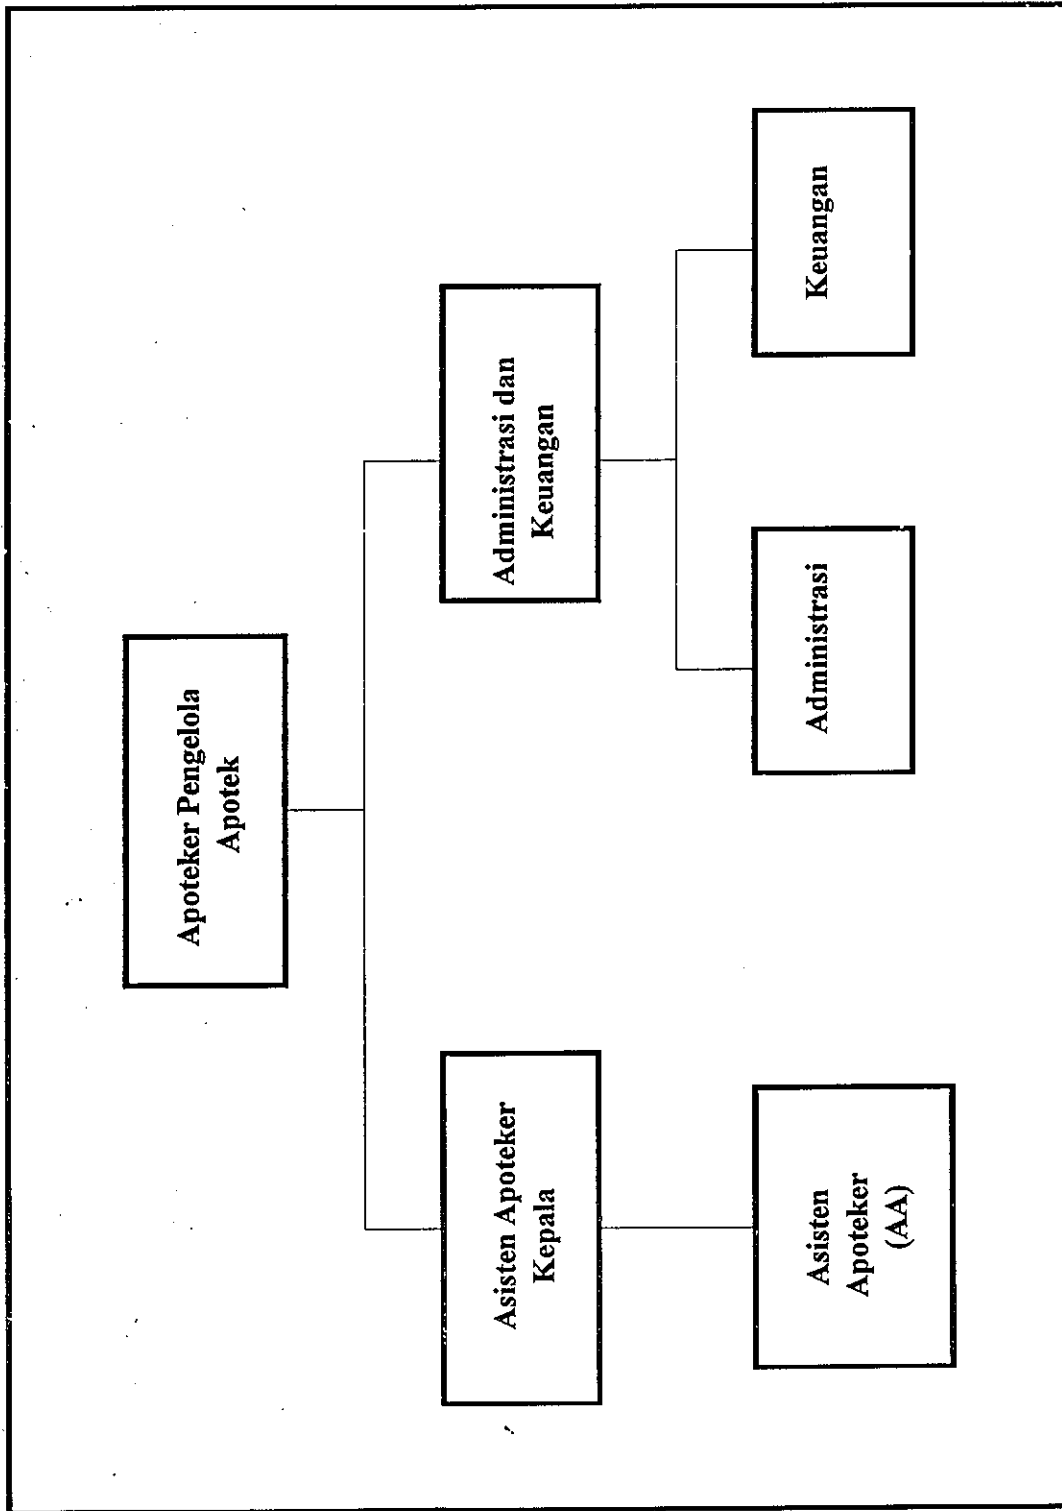 Apoteker Pengelola
Apotek
Asisten Apoteker
Kepala
Administrasi dan
Keuangan
Asisten
Apoteker
(AA)
Administrasi
Keuangan